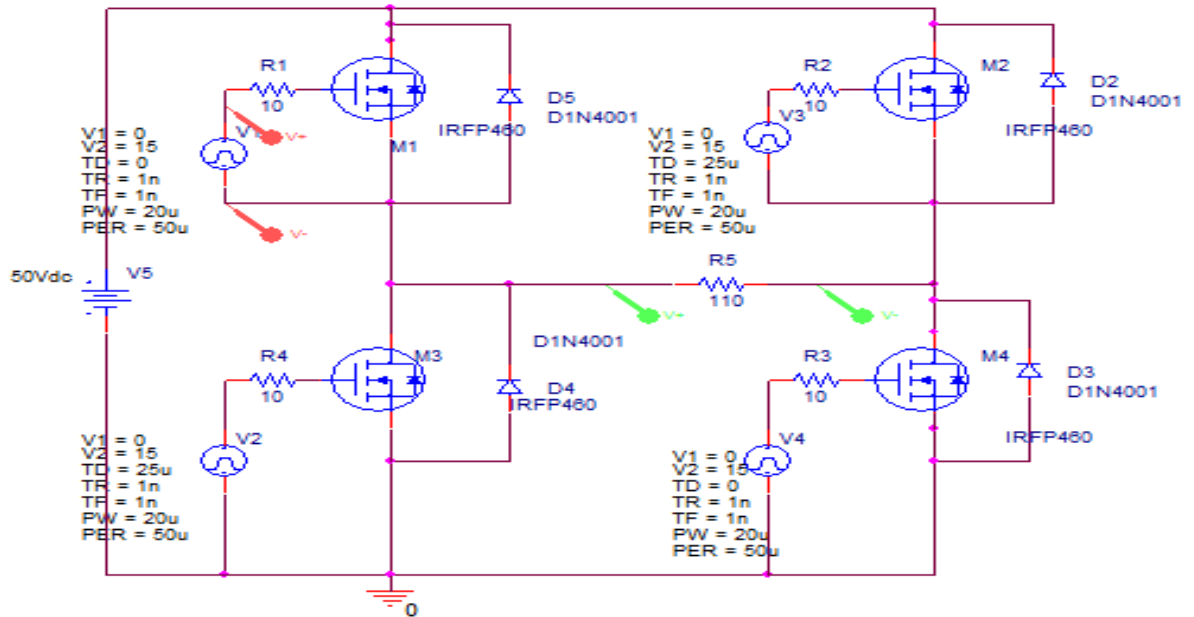 R1
10
V1
V+
V-
V1 = 0
V2 = 15
TD = 0
TR = 1n
TF = 1n
PW = 20u
PER = 50u
M1
IRFP460
D5
D1N4001
R2
10
V3
V1 = 0
V2 = 15
TD = 25u
TR = 1n
TF = 1n
PW = 20u
PER = 50u
M2
IRFP460
D2
D1N4001
50Vdc
V5
R5
110
V+
V-
R4
10
V2
V1 = 0
V2 = 15
TD = 25u
TR = 1n
TF = 1n
PW = 20u
PER = 50u
M3
D1N4001
D4
IRFP460
R3
10
V4
V1 = 0
V2 = 15
TD = 0
TR = 1n
TF = 1n
PW = 20u
PER = 50u
M4
IRFP460
D3
D1N4001
0